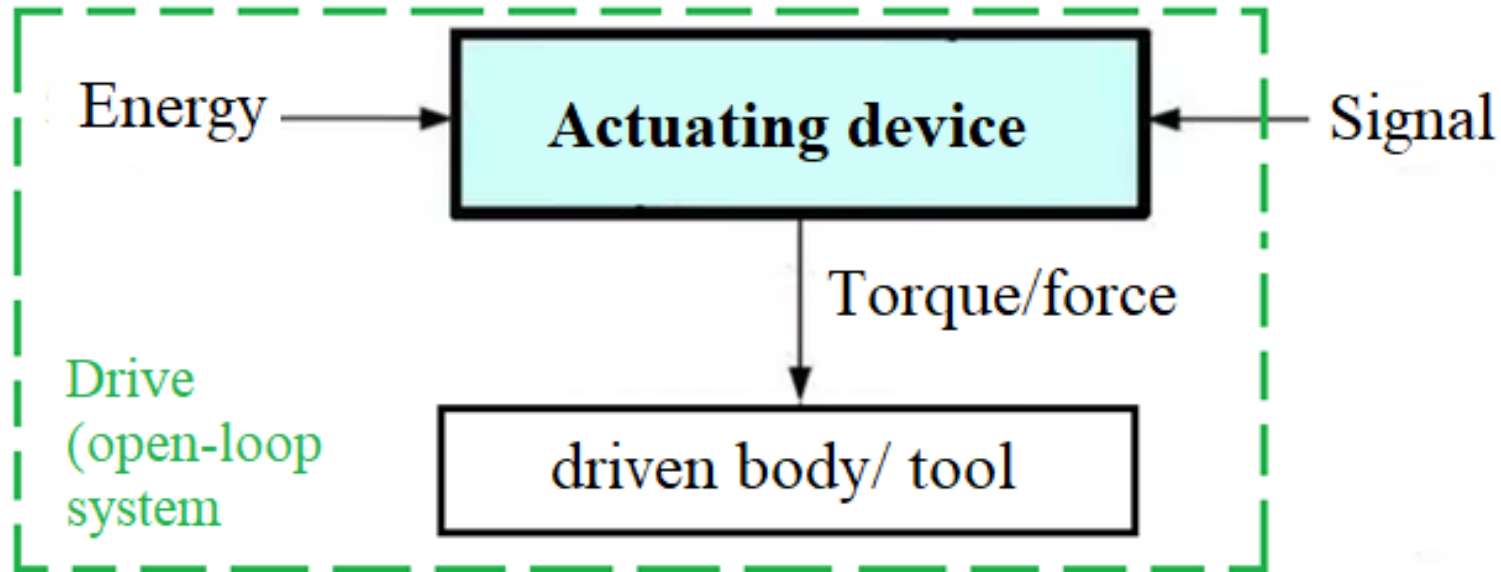 Energy
Actuating device
Signal
Torque/force
Drive
(open-loop
system
driven body/ tool